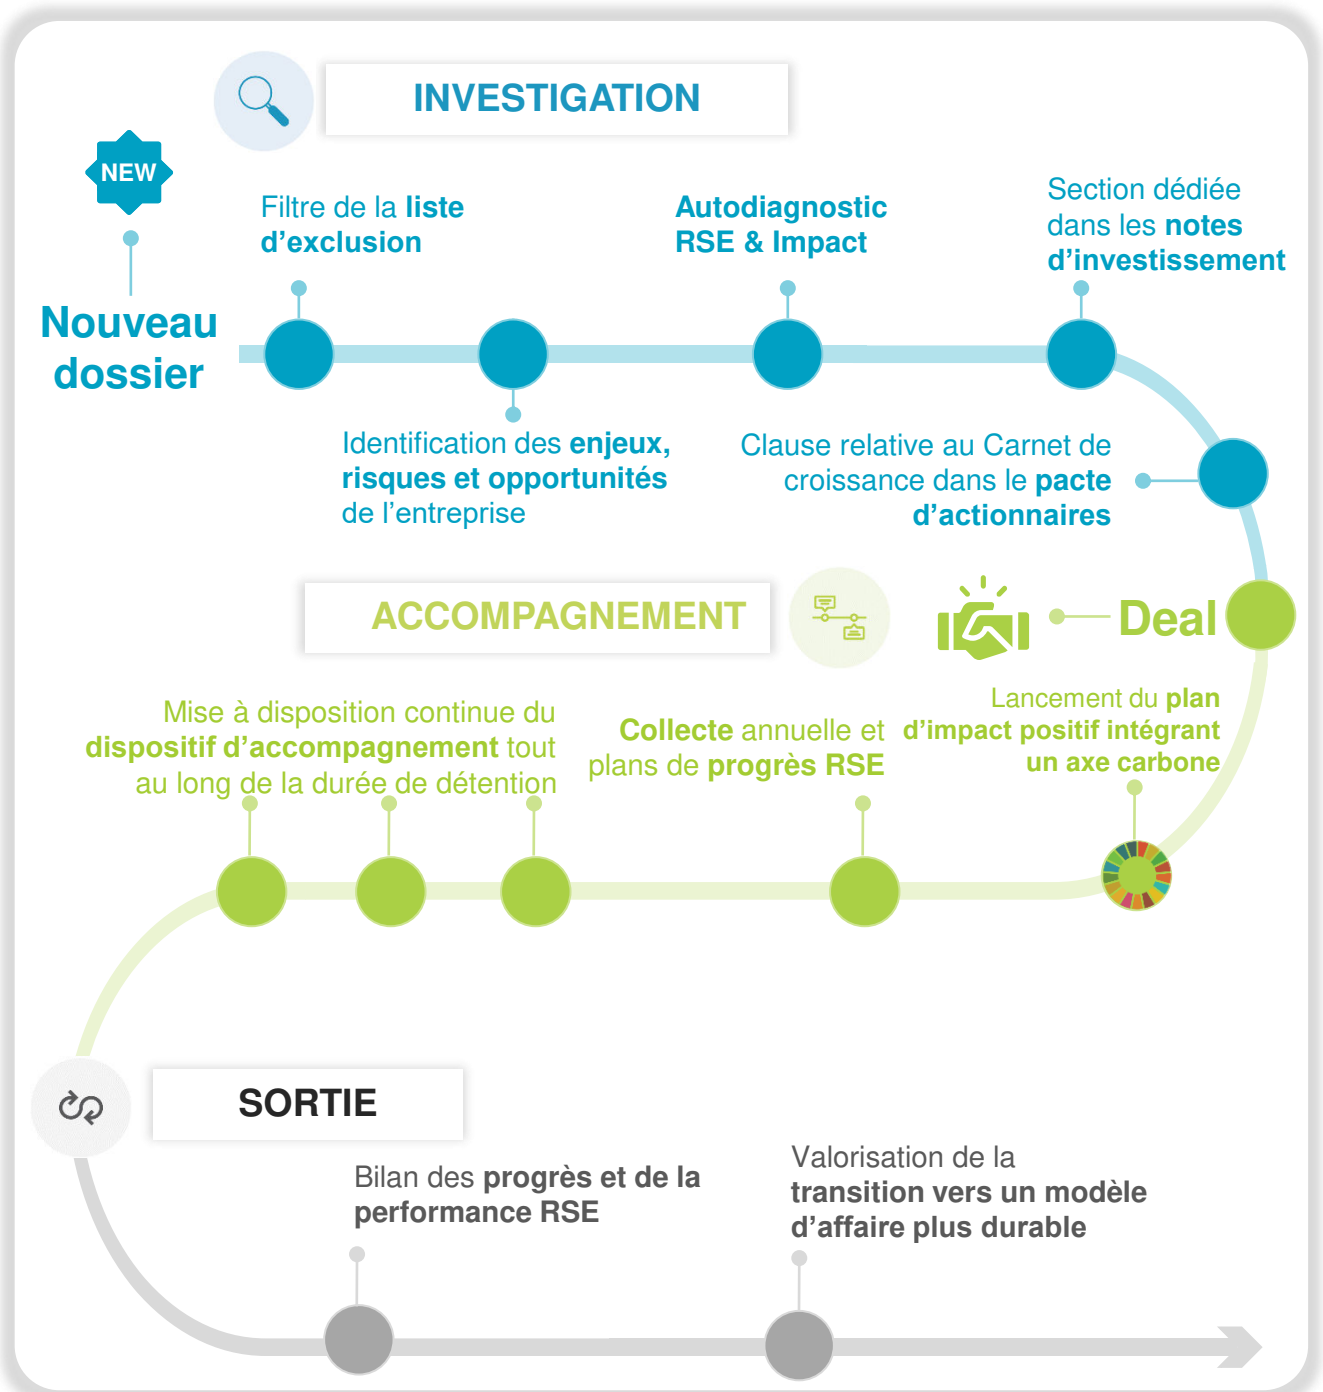 INVESTIGATION
NEW
Nouveau
dossier
Filtre de la liste
d’exclusion
Identification des enjeux,
risques et opportunités
de l’entreprise
Autodiagnostic
RSE & Impact
Section dédiée
dans les notes
d’investissement
Clause relative au Carnet de
croissance dans le pacte
d’actionnaires
ACCOMPAGNEMENT
Deal
Lancement du plan
d’impact positif intégrant
un axe carbone
Collecte annuelle et
plans de progrès RSE
Mise à disposition continue du
dispositif d’accompagnement tout
au long de la durée de détention
SORTIE
Bilan des progrès et de la
performance RSE
Valorisation de la
transition vers un modèle
d’affaire plus durable